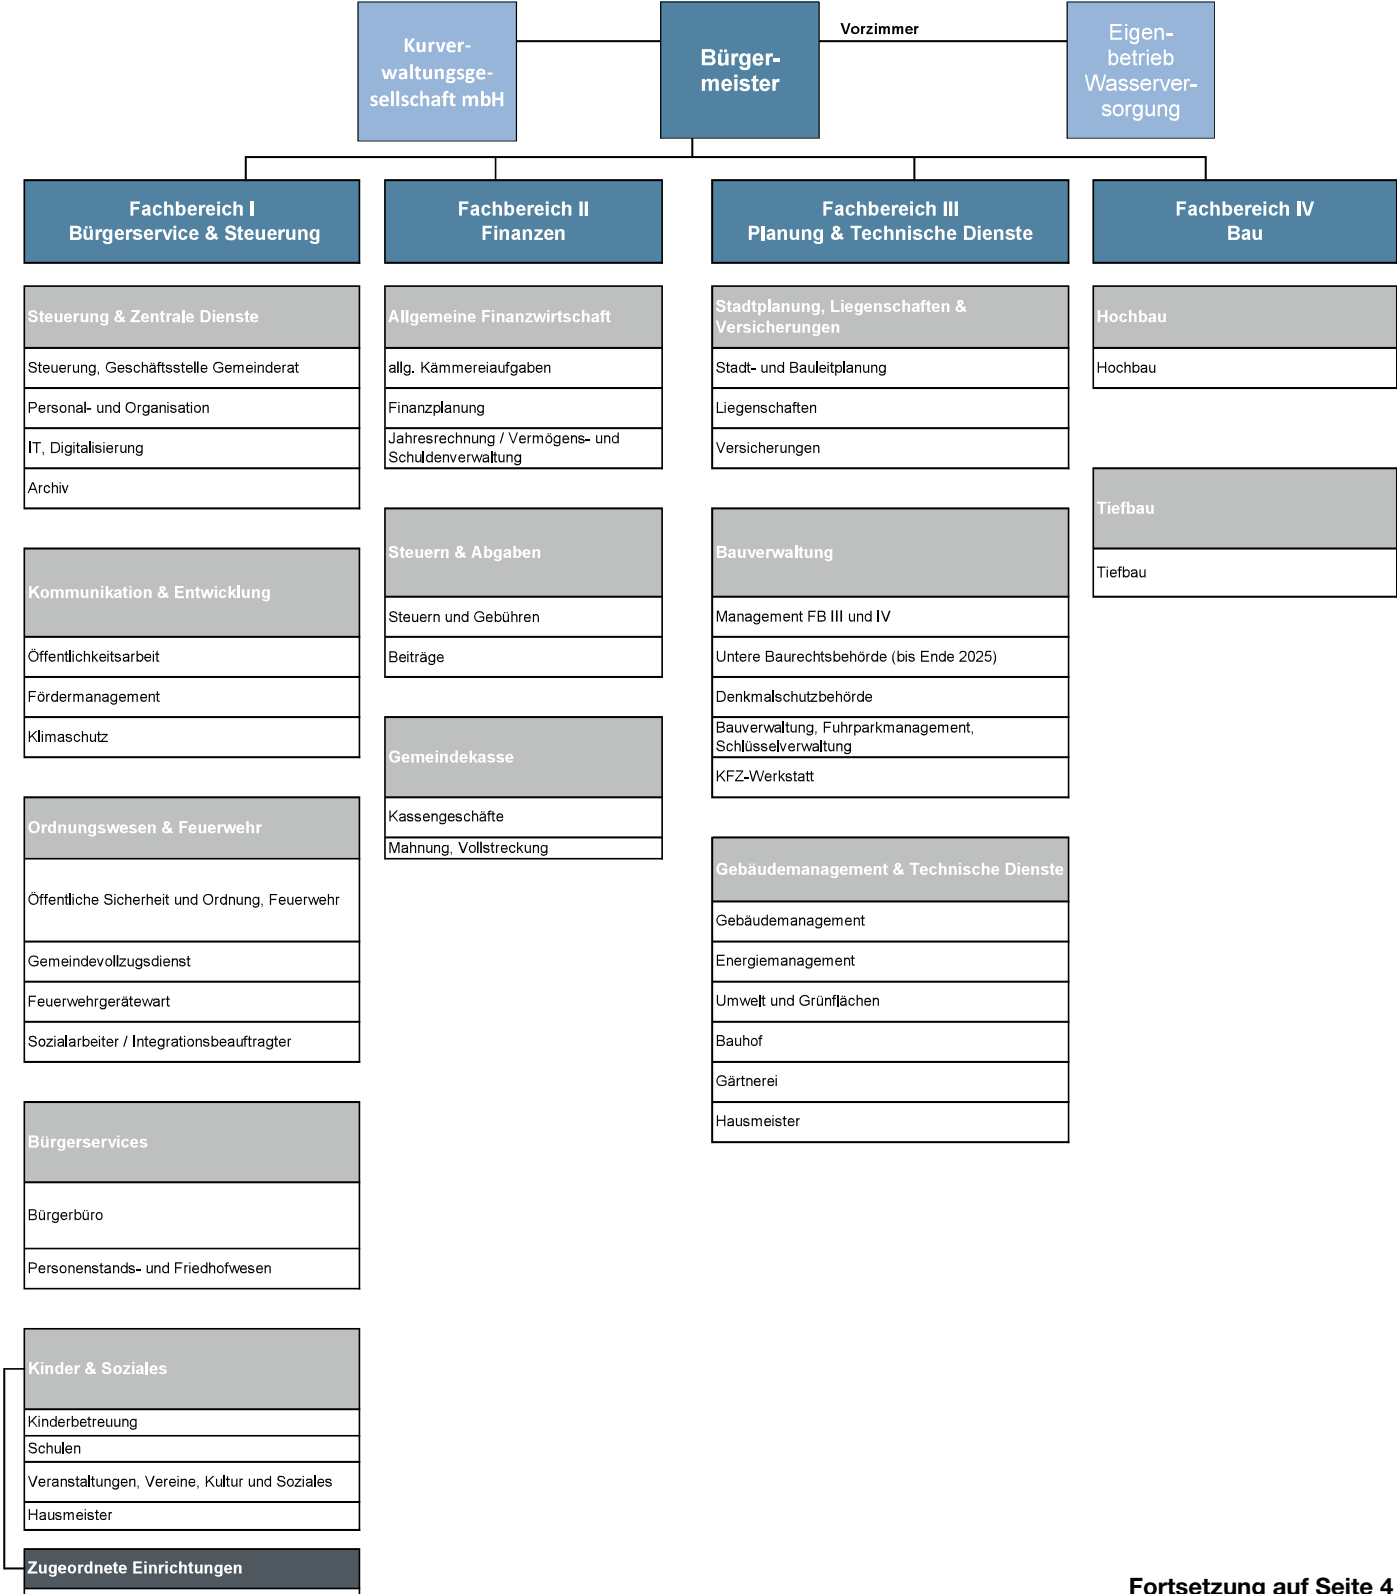 Kurver-
waltungsge-
sellschaft mbH
Bürger-
meister
Vorzimmer
Eigen-
betrieb
Wasserver-
sorgung
Fachbereich I
Bürgerservice & Steuerung
Fachbereich II
Finanzen
Fachbereich III
Planung & Technische Dienste
Fachbereich IV
Bau
Steuerung & Zentrale Dienste
Steuerung, Geschäftsstelle Gemeinderat
Personal- und Organisation
IT, Digitalisierung
Archiv
Kommunikation & Entwicklung
Öffentlichkeitsarbeit
Fördermanagement
Klimaschutz
Ordnungswesen & Feuerwehr
Öffentliche Sicherheit und Ordnung, Feuerwehr
Gemeindevollzugsdienst
Feuerwehrgerätewart
Sozialarbeiter / Integrationsbeauftragter
Bürgerservices
Bürgerbüro
Personenstands- und Friedhofwesen
Kinder & Soziales
Kinderbetreuung
Schulen
Veranstaltungen, Vereine, Kultur und Soziales
Hausmeister
Zugeordnete Einrichtungen
Allgemeine Finanzwirtschaft
allg. Kämmereiaufgaben
Finanzplanung
Jahresrechnung / Vermögens- und
Schuldenverwaltung
Steuern & Abgaben
Steuern und Gebühren
Beiträge
Gemeindekasse
Kassengeschäfte
Mahnung, Vollstreckung
Stadtplanung, Liegenschaften &
Versicherungen
Stadt- und Bauleitplanung
Liegenschaften
Versicherungen
Bauverwaltung
Management FB III und IV
Untere Baurechtsbehörde (bis Ende 2025)
Denkmalschutzbehörde
Bauverwaltung, Fuhrparkmanagement,
Schlüsselverwaltung
KFZ-Werkstatt
Gebäudemanagement & Technische Dienste
Gebäudemanagement
Energiemanagement
Umwelt und Grünflächen
Bauhof
Gärtnerei
Hausmeister
Hochbau
Hochbau
Tiefbau
Tiefbau
Fortsetzung auf Seite 4